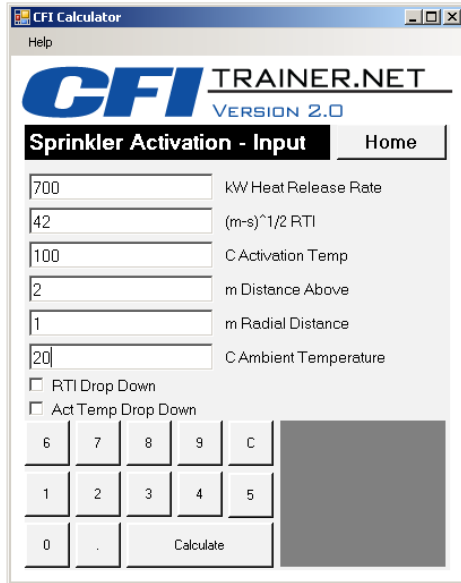 CFI Calculator
Help
CFI TRAINER.NET
VERSION 2.0
Sprinkler Activation - Input Home
700 kW Heat Release Rate
42 (m-s)^1/2 RTI
100 C Activation Temp
2 m Distance Above
1 m Radial Distance
20 C Ambient Temperature
RTI Drop Down
Act Temp Drop Down
6 7 8 9 C
1 2 3 4 5
0 . Calculate